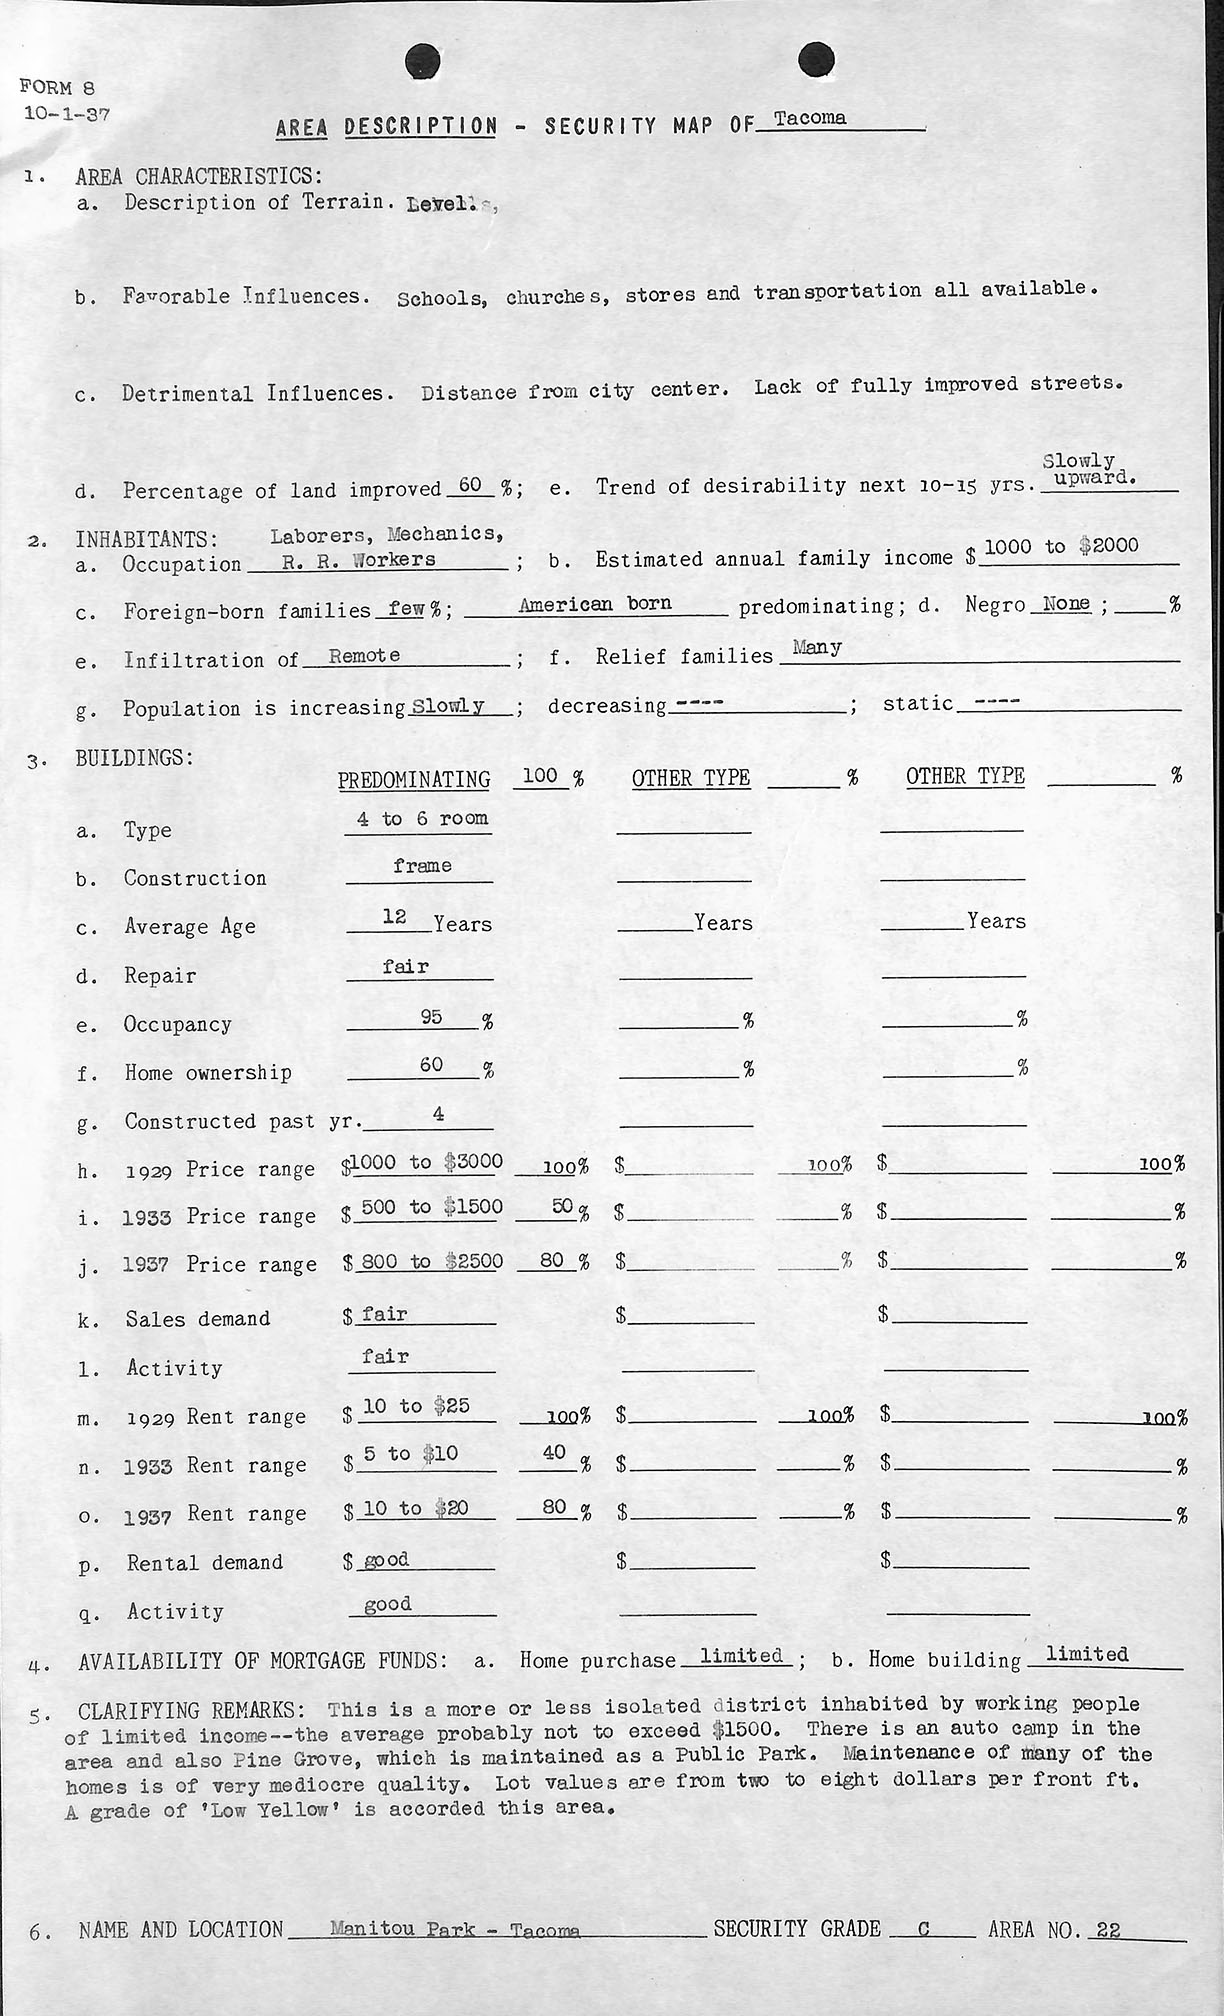 FORM 8
10-1-37
AREA DESCRIPTION - SECURITY MAP OF Tacoma
1. AREA CHARACTERISTICS:
a. Description of Terrain. Level.
b. Favorable Influences. Schools, churches, stores and transportation all available.
c. Detrimental Influences. Distance from city center. Lack of fully improved streets.
d. Percentage of land improved 60 %; e. Trend of desirability next 10-15 yrs. Slowly upward.
2. INHABITANTS: Laborers, Mechanics,
a. Occupation R. R. Workers ; b. Estimated annual family income $ 1000 to $2000
c. Foreign-born families few %; American born predominating; d. Negro None ; %
e. Infiltration of Remote ; f. Relief families Many
g. Population is increasing Slowly ; decreasing ---- ; static ----
3. BUILDINGS:
PREDOMINATING 100 % OTHER TYPE % OTHER TYPE %
a. Type 4 to 6 room
b. Construction frame
c. Average Age 12 Years Years Years
d. Repair fair
e. Occupancy 95 % % %
f. Home ownership 60 % % %
g. Constructed past yr. 4
h. 1929 Price range $1000 to $3000 100% $ 100% $ 100%
i. 1933 Price range $ 500 to $1500 50 % $ % $ %
j. 1937 Price range $ 800 to $2500 80 % $ % $ %
k. Sales demand $ fair $ $
l. Activity fair
m. 1929 Rent range $ 10 to $25 100% $ 100% $ 100%
n. 1933 Rent range $ 5 to $10 40 % $ % $ %
o. 1937 Rent range $ 10 to $20 80 % $ % $ %
p. Rental demand $ good $ $
q. Activity good
4. AVAILABILITY OF MORTGAGE FUNDS: a. Home purchase limited ; b. Home building limited
5. CLARIFYING REMARKS: This is a more or less isolated district inhabited by working people
of limited income--the average probably not to exceed $1500. There is an auto camp in the
area and also Pine Grove, which is maintained as a Public Park. Maintenance of many of the
homes is of very mediocre quality. Lot values are from two to eight dollars per front ft.
A grade of 'Low Yellow' is accorded this area.
6. NAME AND LOCATION Manitou Park - Tacoma SECURITY GRADE C AREA NO. 22